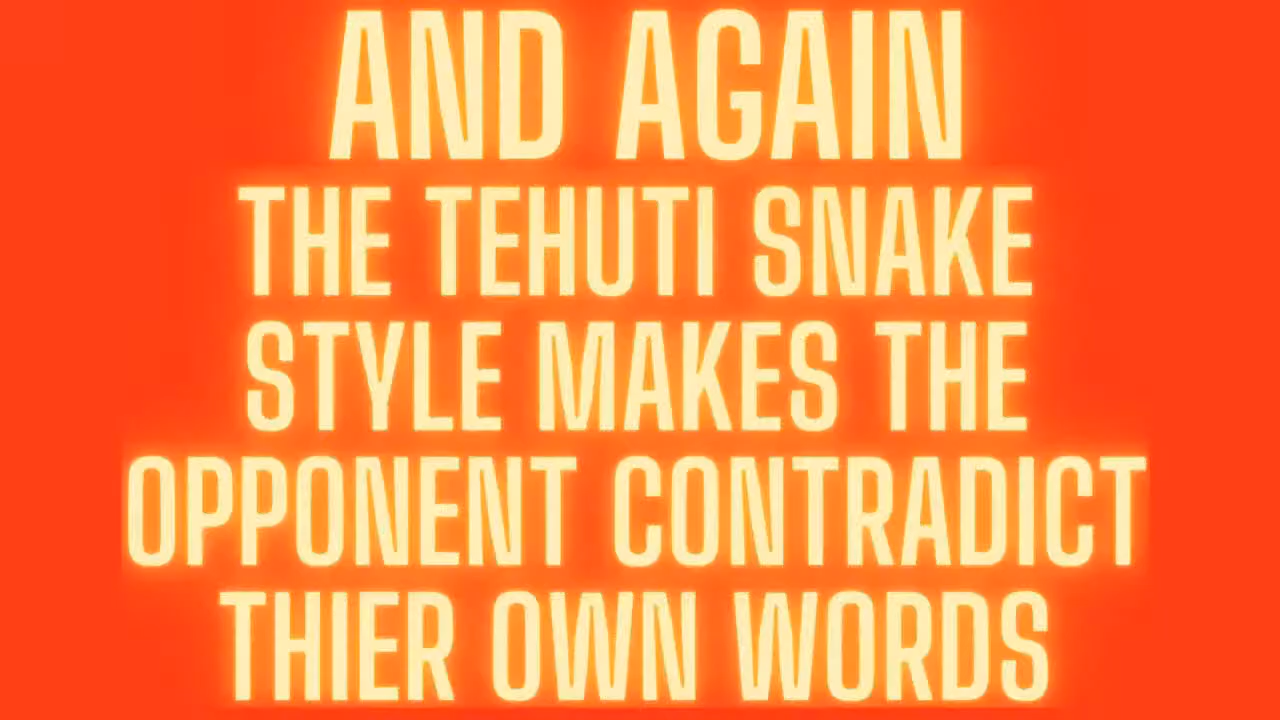 AND AGAIN
THE TEHUTI SNAKE
STYLE MAKES THE
OPPONENT CONTRADICT
THIER OWN WORDS